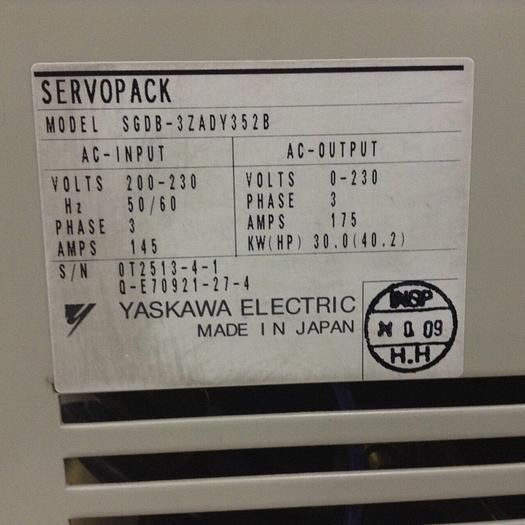 SERVOPACK
MODEL SGDB-3ZADY352B
AC-INPUT
VOLTS 200-230
Hz 50/60
PHASE 3
AMPS 145
AC-OUTPUT
VOLTS 0-230
PHASE 3
AMPS 175
KW(HP) 30.0(40.2)
S/N 0T2513-4-1
Q-E70921-27-4
YASKAWA ELECTRIC
MADE IN JAPAN
INSP
0 09
H.H